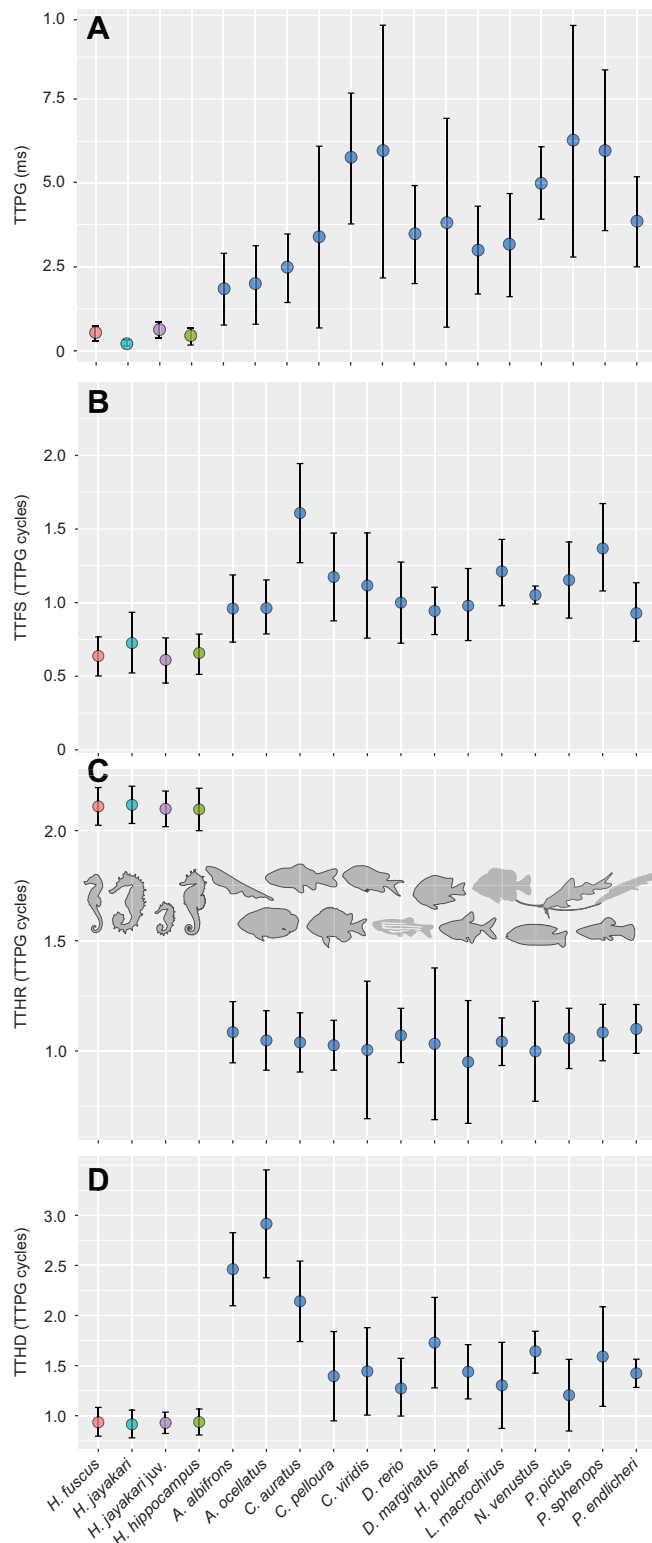 A
1.0
7.5
5.0
2.5
0
TTPG (ms)
B
2.0
1.5
1.0
0.5
0
TTFS (TTPG cycles)
C
2.0
1.5
1.0
TTHR (TTPG cycles)
D
3.0
2.5
2.0
1.5
1.0
TTHD (TTPG cycles)
H. fuscus
H. jayakari
H. jayakari juv.
H. hippocampus
A. albifrons
A. ocellatus
C. auratus
C. pelloura
C. viridis
D. rerio
D. marginatus
H. pulcher
L. macrochirus
N. venustus
P. pictus
P. sphenops
P. endlicheri